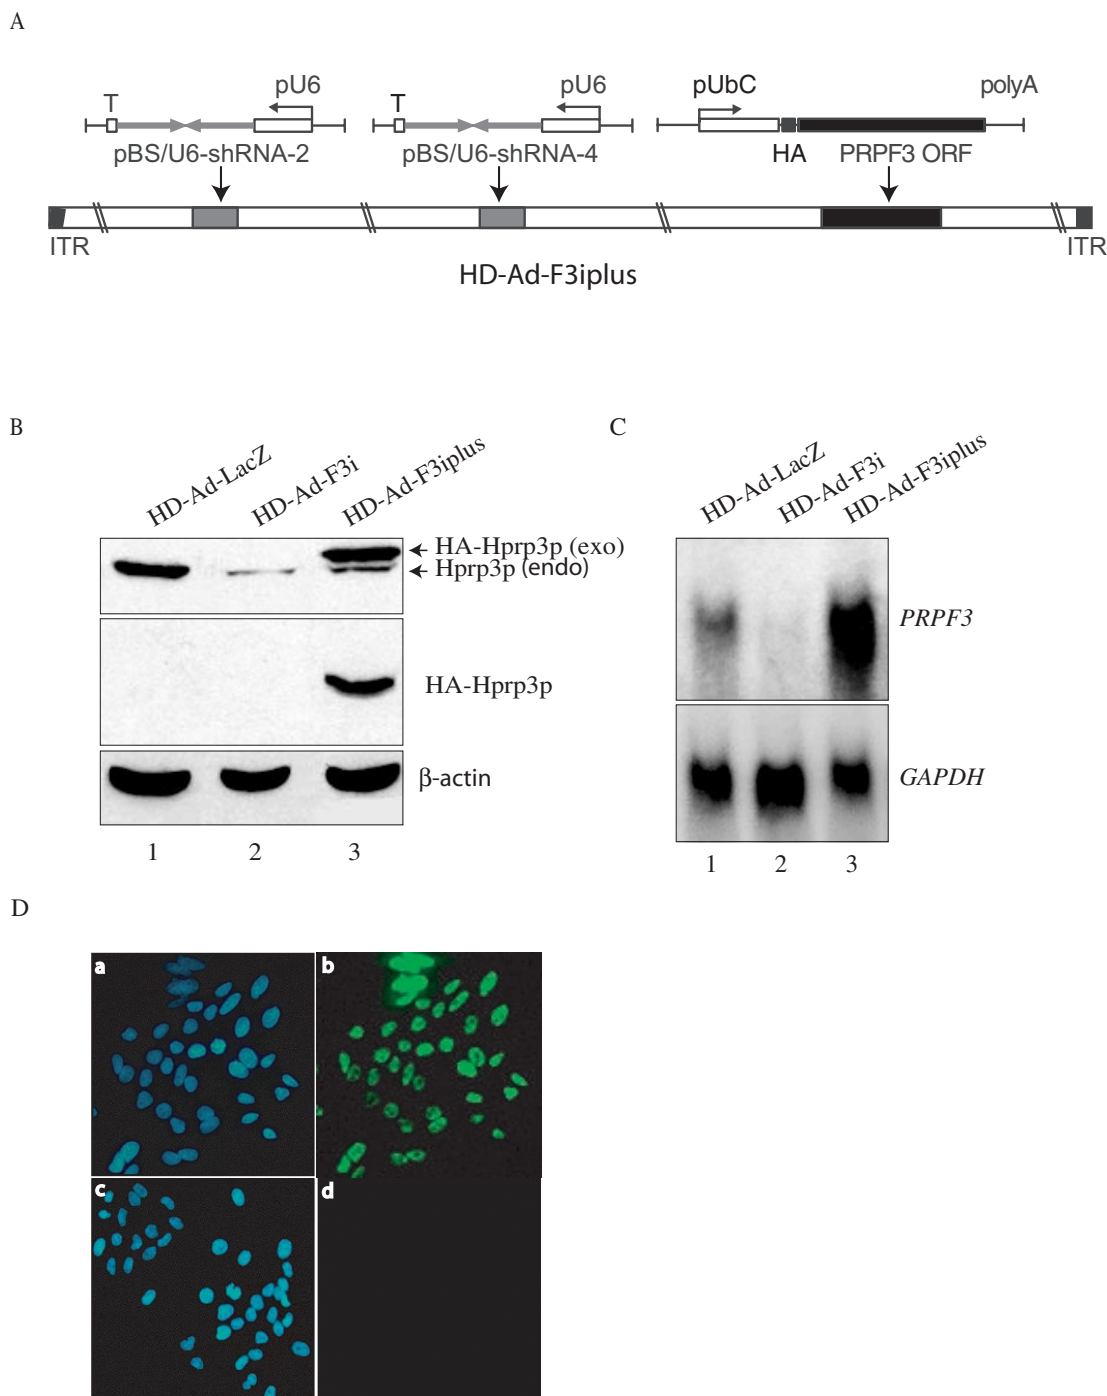 A
T pU6 T pU6 pUbC polyA
pBS/U6-shRNA-2 pBS/U6-shRNA-4 HA PRPF3 ORF
ITR ITR
HD-Ad-F3iplus
B
HD-Ad-LacZ
HD-Ad-F3i
HD-Ad-F3iplus
HA-Hprp3p (exo)
Hprp3p (endo)
HA-Hprp3p
β-actin
1 2 3
C
HD-Ad-LacZ
HD-Ad-F3i
HD-Ad-F3iplus
PRPF3
GAPDH
1 2 3
D
a b
c d